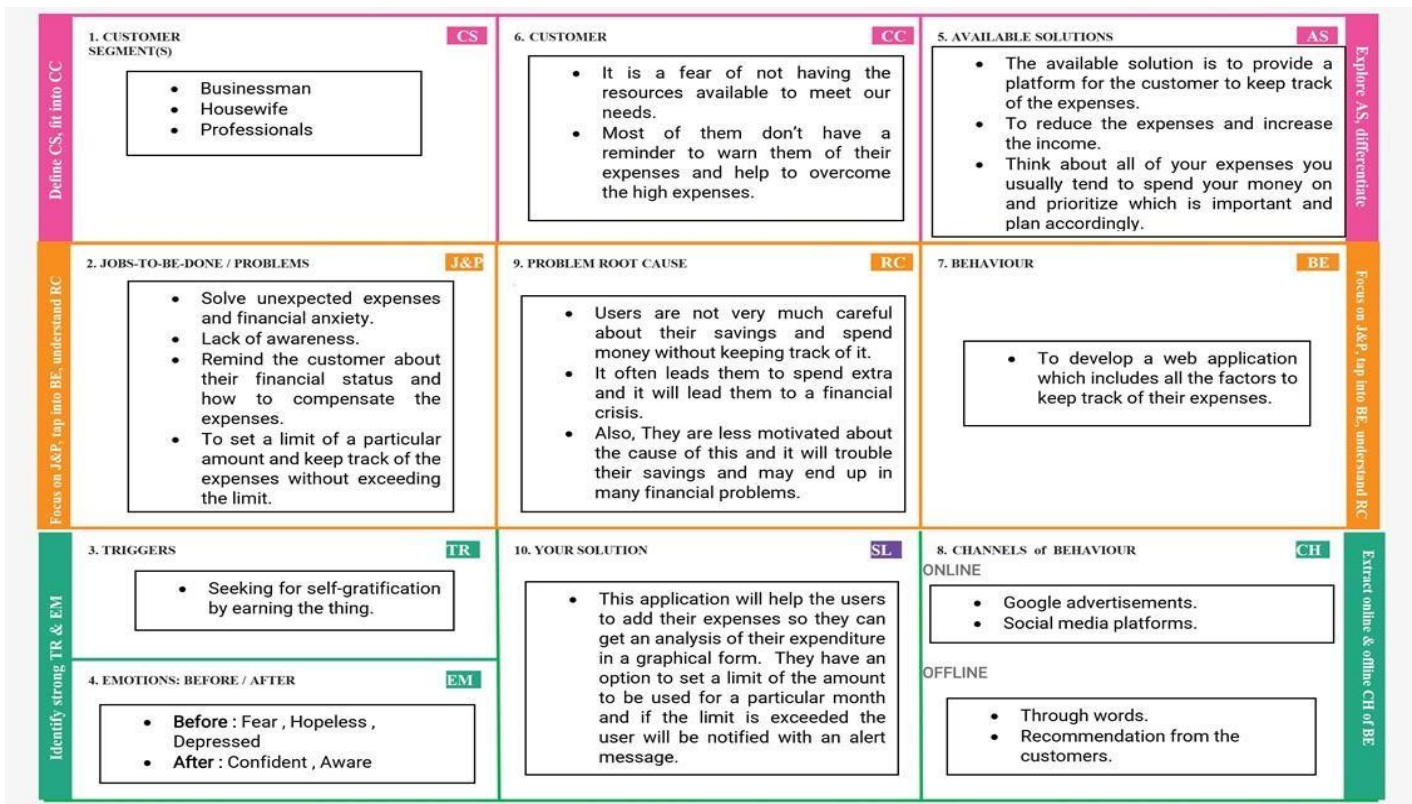 Define CS, fit into CC
1. CUSTOMER
SEGMENT(S)
CS
• Businessman
• Housewife
• Professionals
6. CUSTOMER
CC
• It is a fear of not having the
resources available to meet our
needs.
• Most of them don't have a
reminder to warn them of their
expenses and help to overcome
the high expenses.
5. AVAILABLE SOLUTIONS
AS
• The available solution is to provide a
platform for the customer to keep track
of the expenses.
• To reduce the expenses and increase
the income.
• Think about all of your expenses you
usually tend to spend your money on
and prioritize which is important and
plan accordingly.
Explore AS, differentiate
Focus on J&P, tap into BE, understand RC
2. JOBS-TO-BE-DONE / PROBLEMS
J&P
• Solve unexpected expenses
and financial anxiety.
• Lack of awareness.
• Remind the customer about
their financial status and
how to compensate the
expenses.
• To set a limit of a particular
amount and keep track of the
expenses without exceeding
the limit.
9. PROBLEM ROOT CAUSE
RC
• Users are not very much careful
about their savings and spend
money without keeping track of it.
• It often leads them to spend extra
and it will lead them to a financial
crisis.
• Also, They are less motivated about
the cause of this and it will trouble
their savings and may end up in
many financial problems.
7. BEHAVIOUR
BE
• To develop a web application
which includes all the factors to
keep track of their expenses.
Focus on J&P, tap into BE, understand RC
Identify strong TR & EM
3. TRIGGERS
TR
• Seeking for self-gratification
by earning the thing.
4. EMOTIONS: BEFORE / AFTER
EM
• Before : Fear , Hopeless ,
Depressed
• After : Confident , Aware
10. YOUR SOLUTION
SL
• This application will help the users
to add their expenses so they can
get an analysis of their expenditure
in a graphical form. They have an
option to set a limit of the amount
to be used for a particular month
and if the limit is exceeded the
user will be notified with an alert
message.
8. CHANNELS of BEHAVIOUR
CH
ONLINE
• Google advertisements.
• Social media platforms.
OFFLINE
• Through words.
• Recommendation from the
customers.
Extract online & offline CH of BE